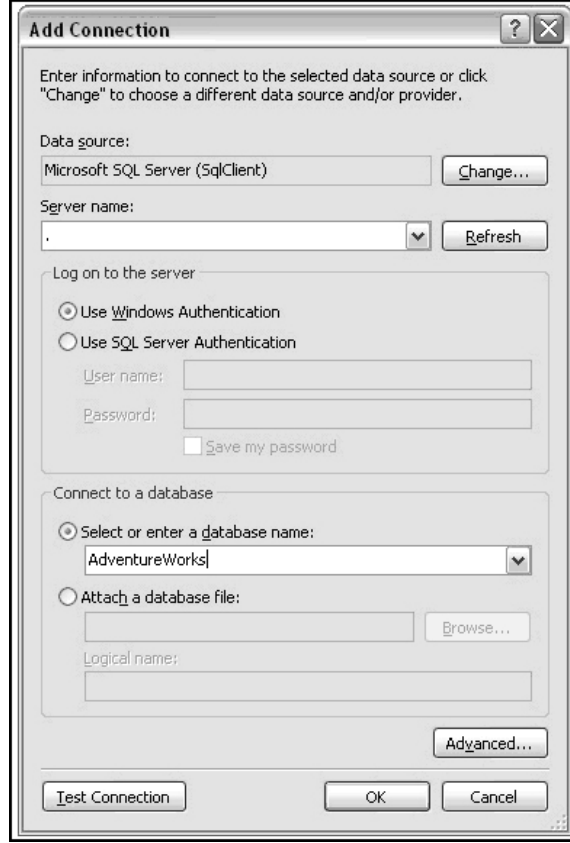 Add Connection
Enter information to connect to the selected data source or click
"Change" to choose a different data source and/or provider.
Data source:
Microsoft SQL Server (SqlClient)
Change...
Server name:
.
Refresh
Log on to the server
Use Windows Authentication
Use SQL Server Authentication
User name:
Password:
Save my password
Connect to a database
Select or enter a database name:
AdventureWorks
Attach a database file:
Browse...
Logical name:
Advanced...
Test Connection
OK
Cancel